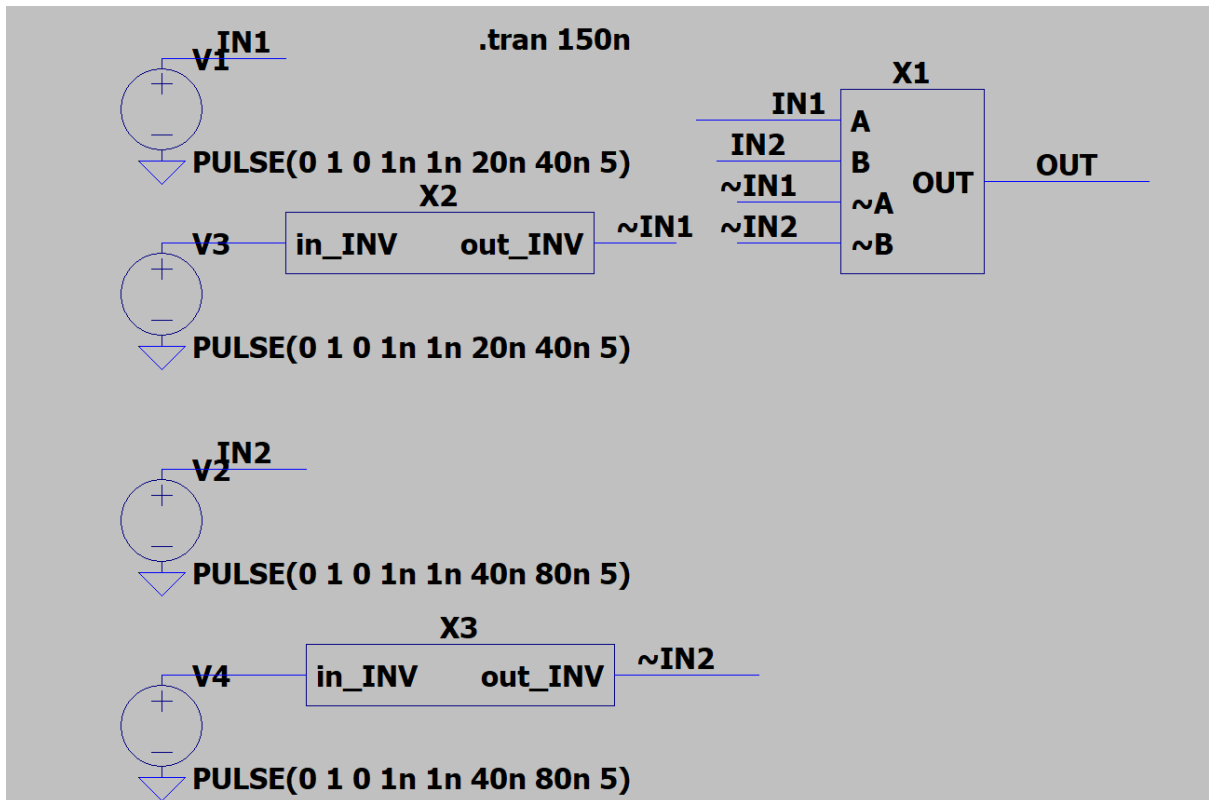 IN1
.tran 150n
V1
X1
IN1
A
IN2
B
OUT
OUT
PULSE(0 1 0 1n 1n 20n 40n 5)
~IN1
~A
X2
V3
in_INV
out_INV
~IN1
~IN2
~B
PULSE(0 1 0 1n 1n 20n 40n 5)
IN2
V2
PULSE(0 1 0 1n 1n 40n 80n 5)
X3
V4
in_INV
out_INV
~IN2
PULSE(0 1 0 1n 1n 40n 80n 5)